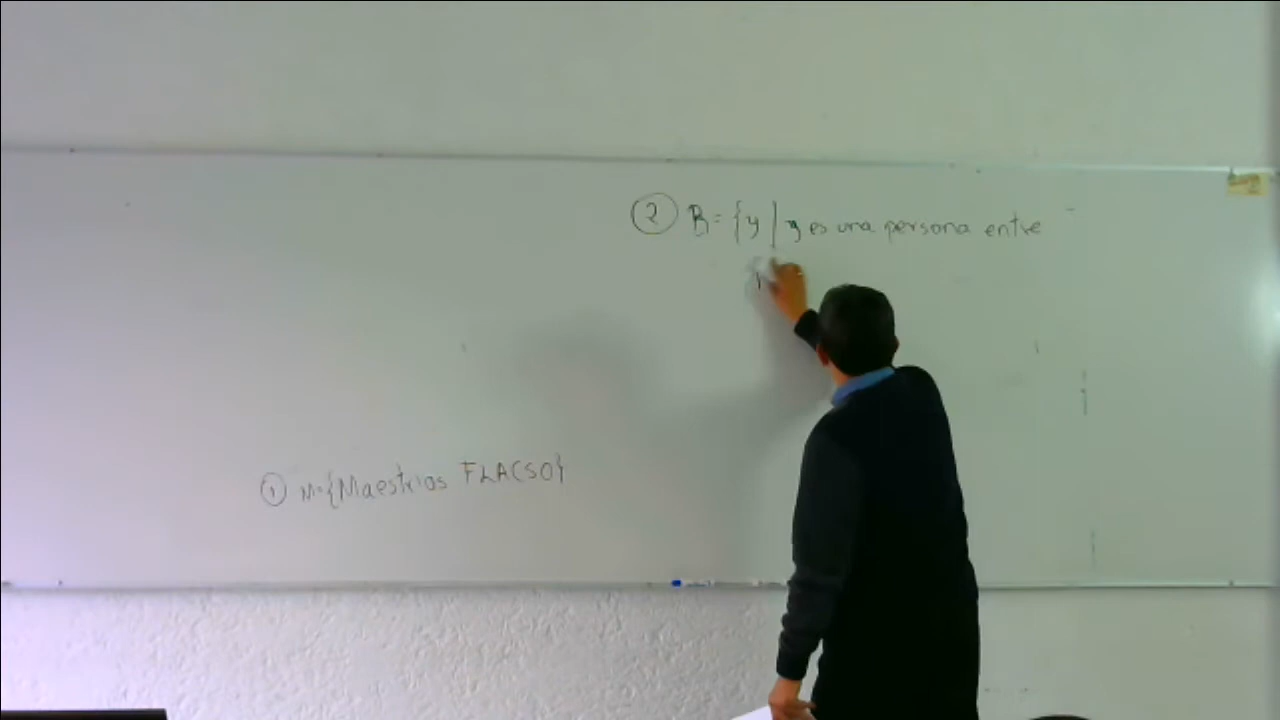 ② B = {y | y es una persona entre
① M={Maestrias FLACSO}